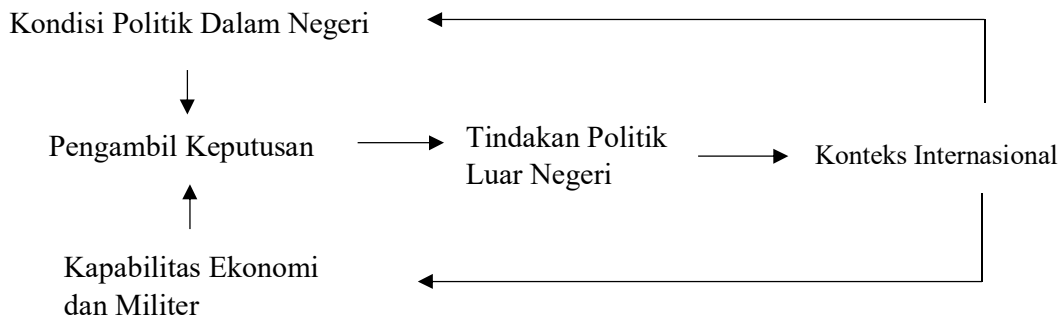 Kondisi Politik Dalam Negeri
Pengambil Keputusan
Tindakan Politik
Luar Negeri
Konteks Internasional
Kapabilitas Ekonomi
dan Militer